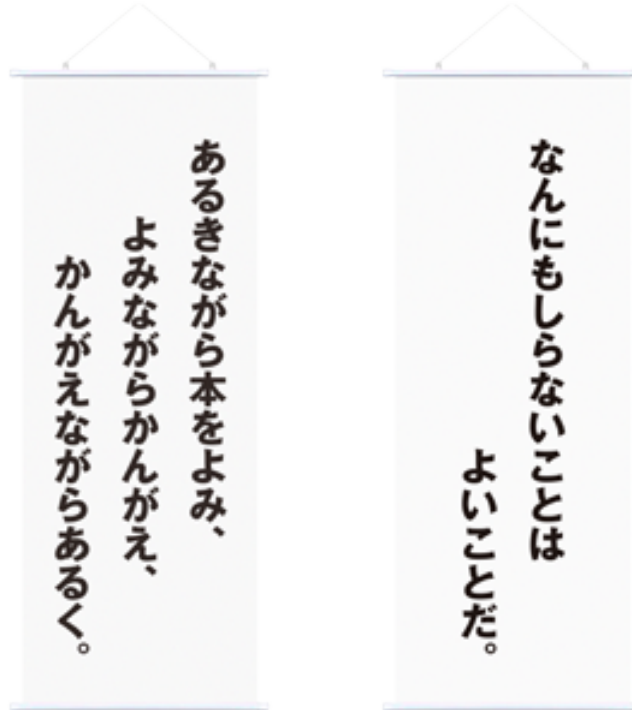 なんにもしらないことは
よいことだ。
あるきながら本をよみ、
よみながらかんがえ、
かんがえながらあるく。